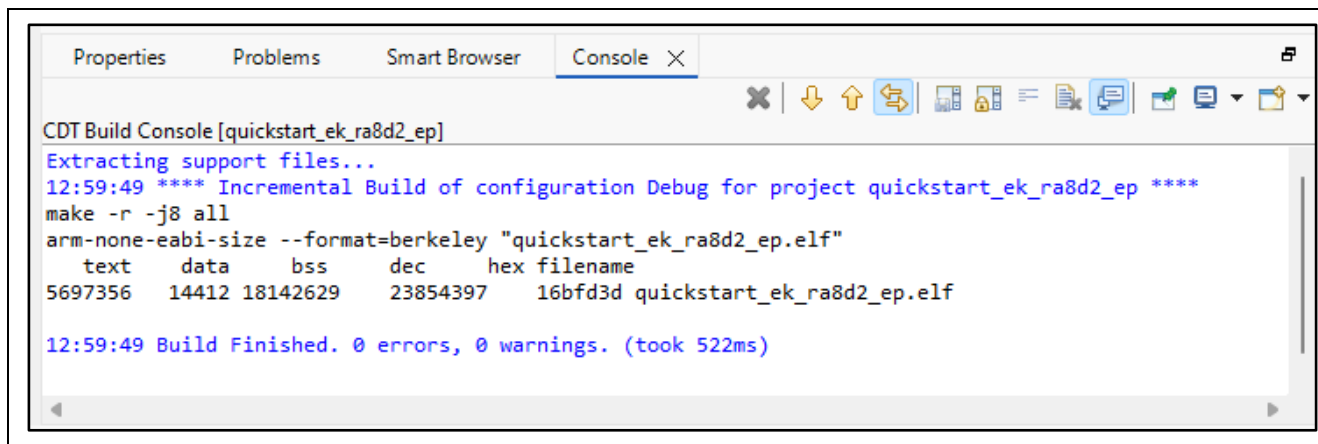 Properties Problems Smart Browser Console
CDT Build Console [quickstart_ek_ra8d2_ep]
Extracting support files...
12:59:49 **** Incremental Build of configuration Debug for project quickstart_ek_ra8d2_ep ****
make -r -j8 all
arm-none-eabi-size --format=berkeley "quickstart_ek_ra8d2_ep.elf"
   text    data     bss     dec     hex filename
5697356   14412 18142629    23854397    16bfd3d quickstart_ek_ra8d2_ep.elf
12:59:49 Build Finished. 0 errors, 0 warnings. (took 522ms)